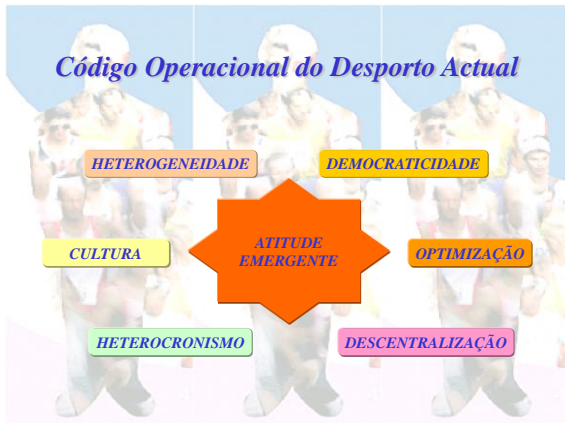 Código Operacional do Desporto Actual
HETEROGENEIDADE
DEMOCRATICIDADE
CULTURA
ATITUDE
EMERGENTE
OPTIMIZAÇÃO
HETEROCRONISMO
DESCENTRALIZAÇÃO